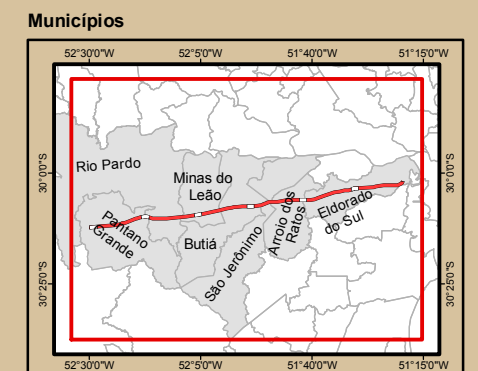 Municípios
52°30'0"W 52°5'0"W 51°40'0"W 51°15'0"W
30°0'0"S 30°0'0"S
Rio Pardo
Minas do
Leão
Pantano
Grande
Butiá
São Jerônimo
Arroio dos
Ratos
Eldorado
do Sul
30°25'0"S 30°25'0"S
52°30'0"W 52°5'0"W 51°40'0"W 51°15'0"W